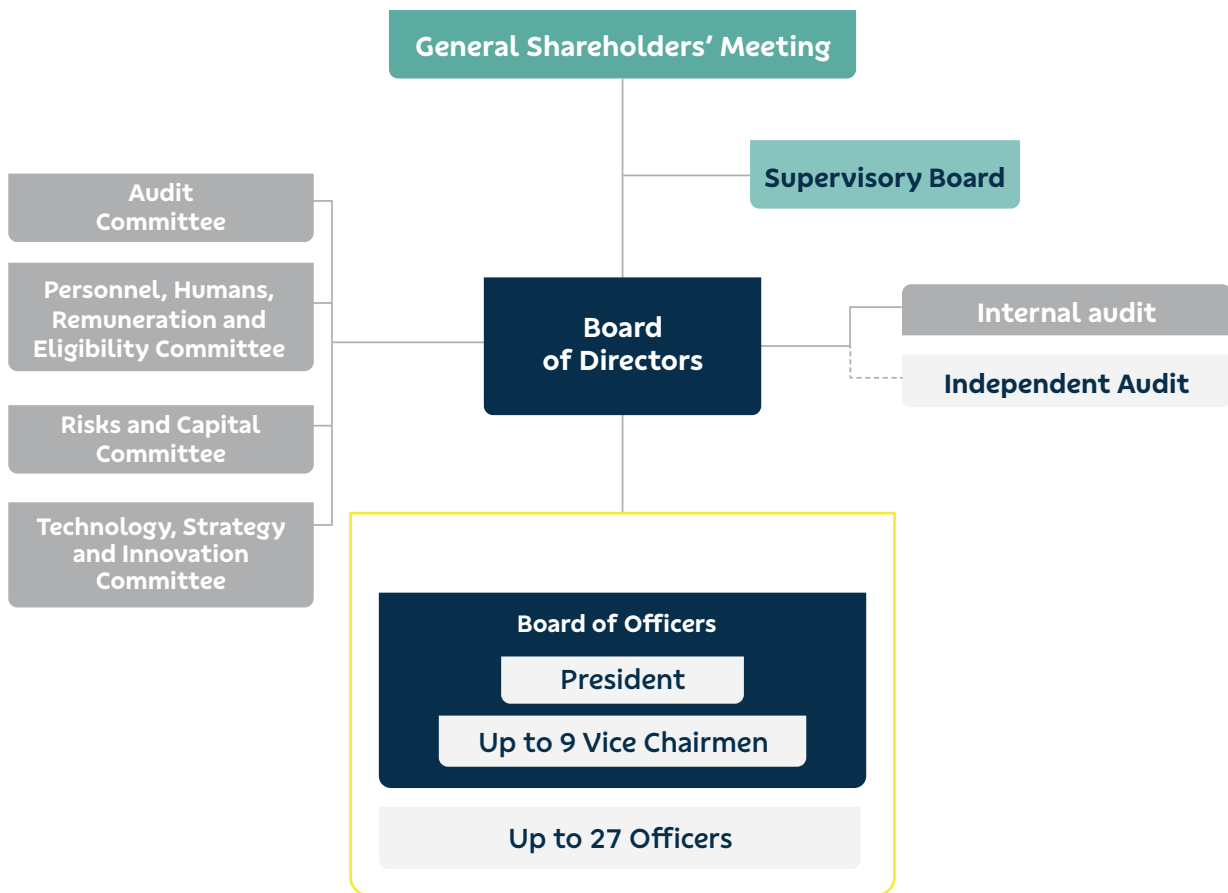 General Shareholders’ Meeting
Supervisory Board
Audit
Committee
Personnel, Humans,
Remuneration and
Eligibility Committee
Risks and Capital
Committee
Technology, Strategy
and Innovation
Committee
Board
of Directors
Internal audit
Independent Audit
Board of Officers
President
Up to 9 Vice Chairmen
Up to 27 Officers